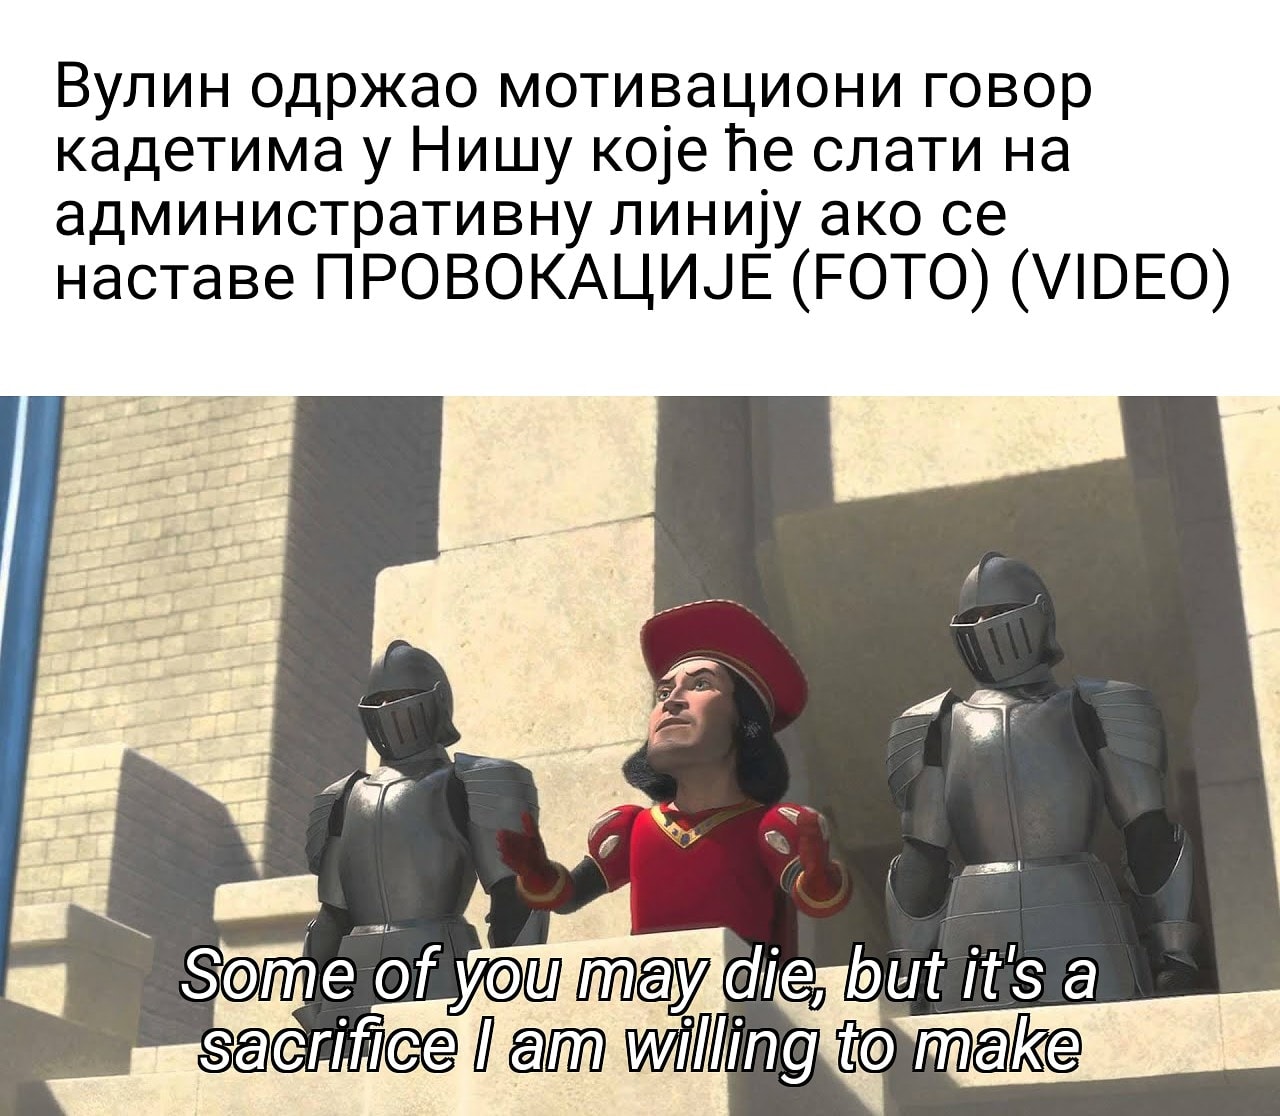 Вулин одржао мотивациони говор
кадетима у Нишу које ће слати на
административну линију ако се
наставе ПРОВОКАЦИЈЕ (FOTO) (VIDEO)
Some of you may die, but it's a
sacrifice I am willing to make